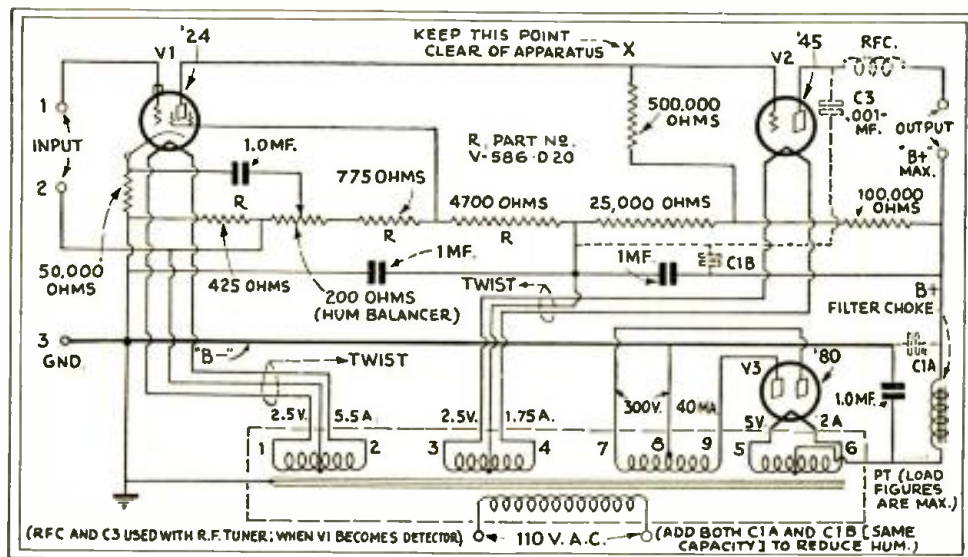 '24
V1
KEEP THIS POINT
CLEAR OF APPARATUS
X
V2
'45
RFC.
1
INPUT
2
1.0MF.
775 OHMS
R, PART NO.
V-586-020
500,000
OHMS
C3
.001-
MF.
OUTPUT
"B+
MAX.
R
4700 OHMS
25,000 OHMS
100,000
OHMS
R
R
50,000
OHMS
425 OHMS
1MF.
200 OHMS
(HUM BALANCER)
TWIST
1MF.
C1B
B+
FILTER CHOKE
3
GND.
"B-"
TWIST
V3
'80
C1A
1.0MF.
2.5V.
5.5A.
2.5V.
1.75A.
300V.
40 MA.
5V
2A
1
2
3
4
7
8
9
5
6
PT (LOAD
FIGURES
ARE MAX.)
(RFC AND C3 USED WITH R.F. TUNER; WHEN V1 BECOMES DETECTOR)
110 V. A.C.
(ADD BOTH C1A AND C1B [SAME
CAPACITY] TO REDUCE HUM.)